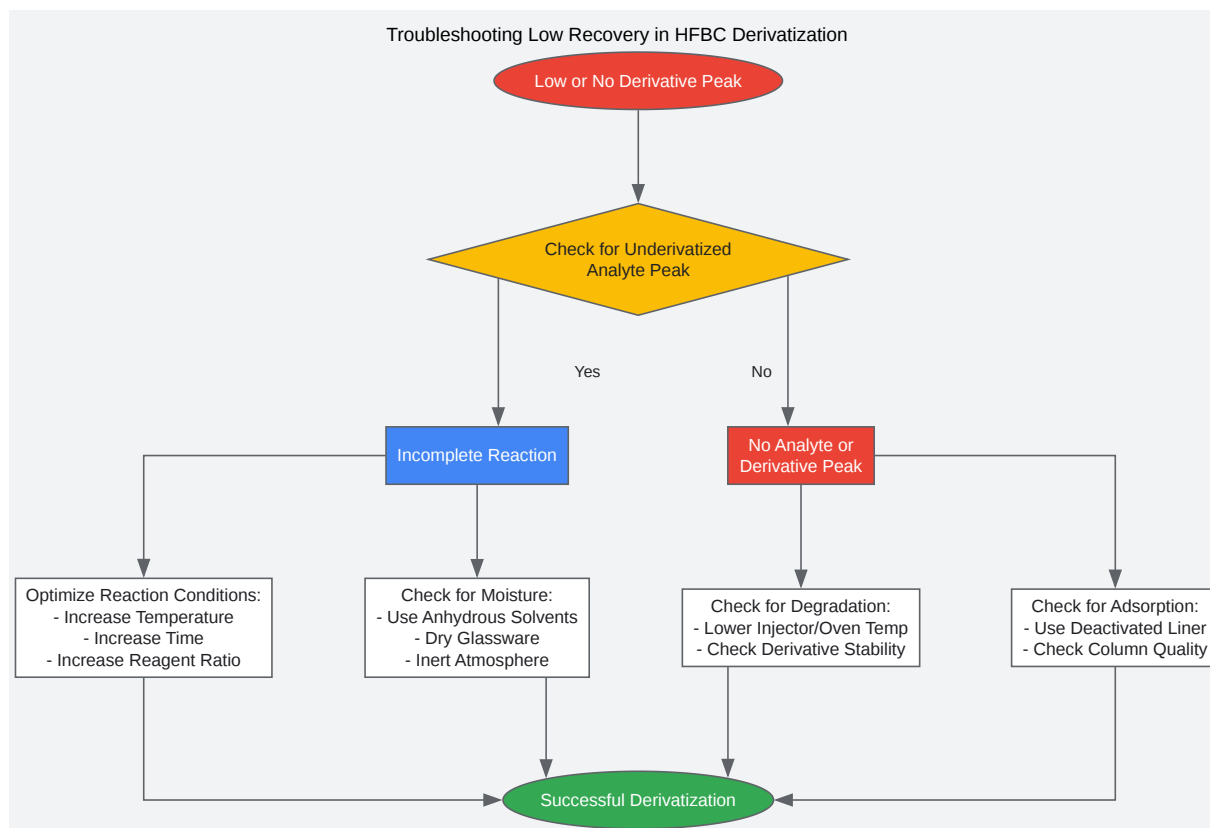 Troubleshooting Low Recovery in HFBC Derivatization
Low or No Derivative Peak
Check for Underivatized
Analyte Peak
Yes
No
Incomplete Reaction
No Analyte or
Derivative Peak
Optimize Reaction Conditions:
- Increase Temperature
- Increase Time
- Increase Reagent Ratio
Check for Moisture:
- Use Anhydrous Solvents
- Dry Glassware
- Inert Atmosphere
Check for Degradation:
- Lower Injector/Oven Temp
- Check Derivative Stability
Check for Adsorption:
- Use Deactivated Liner
- Check Column Quality
Successful Derivatization